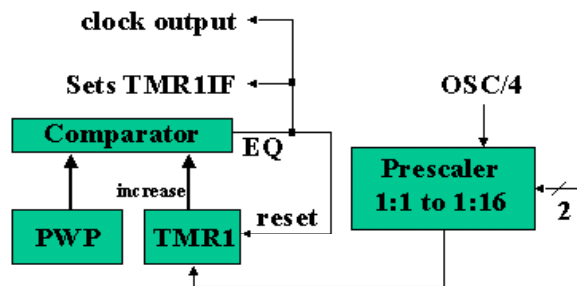 clock output
Sets TMR1IF
OSC/4
Comparator
EQ
Prescaler
1:1 to 1:16
increase
2
reset
PWP
TMR1